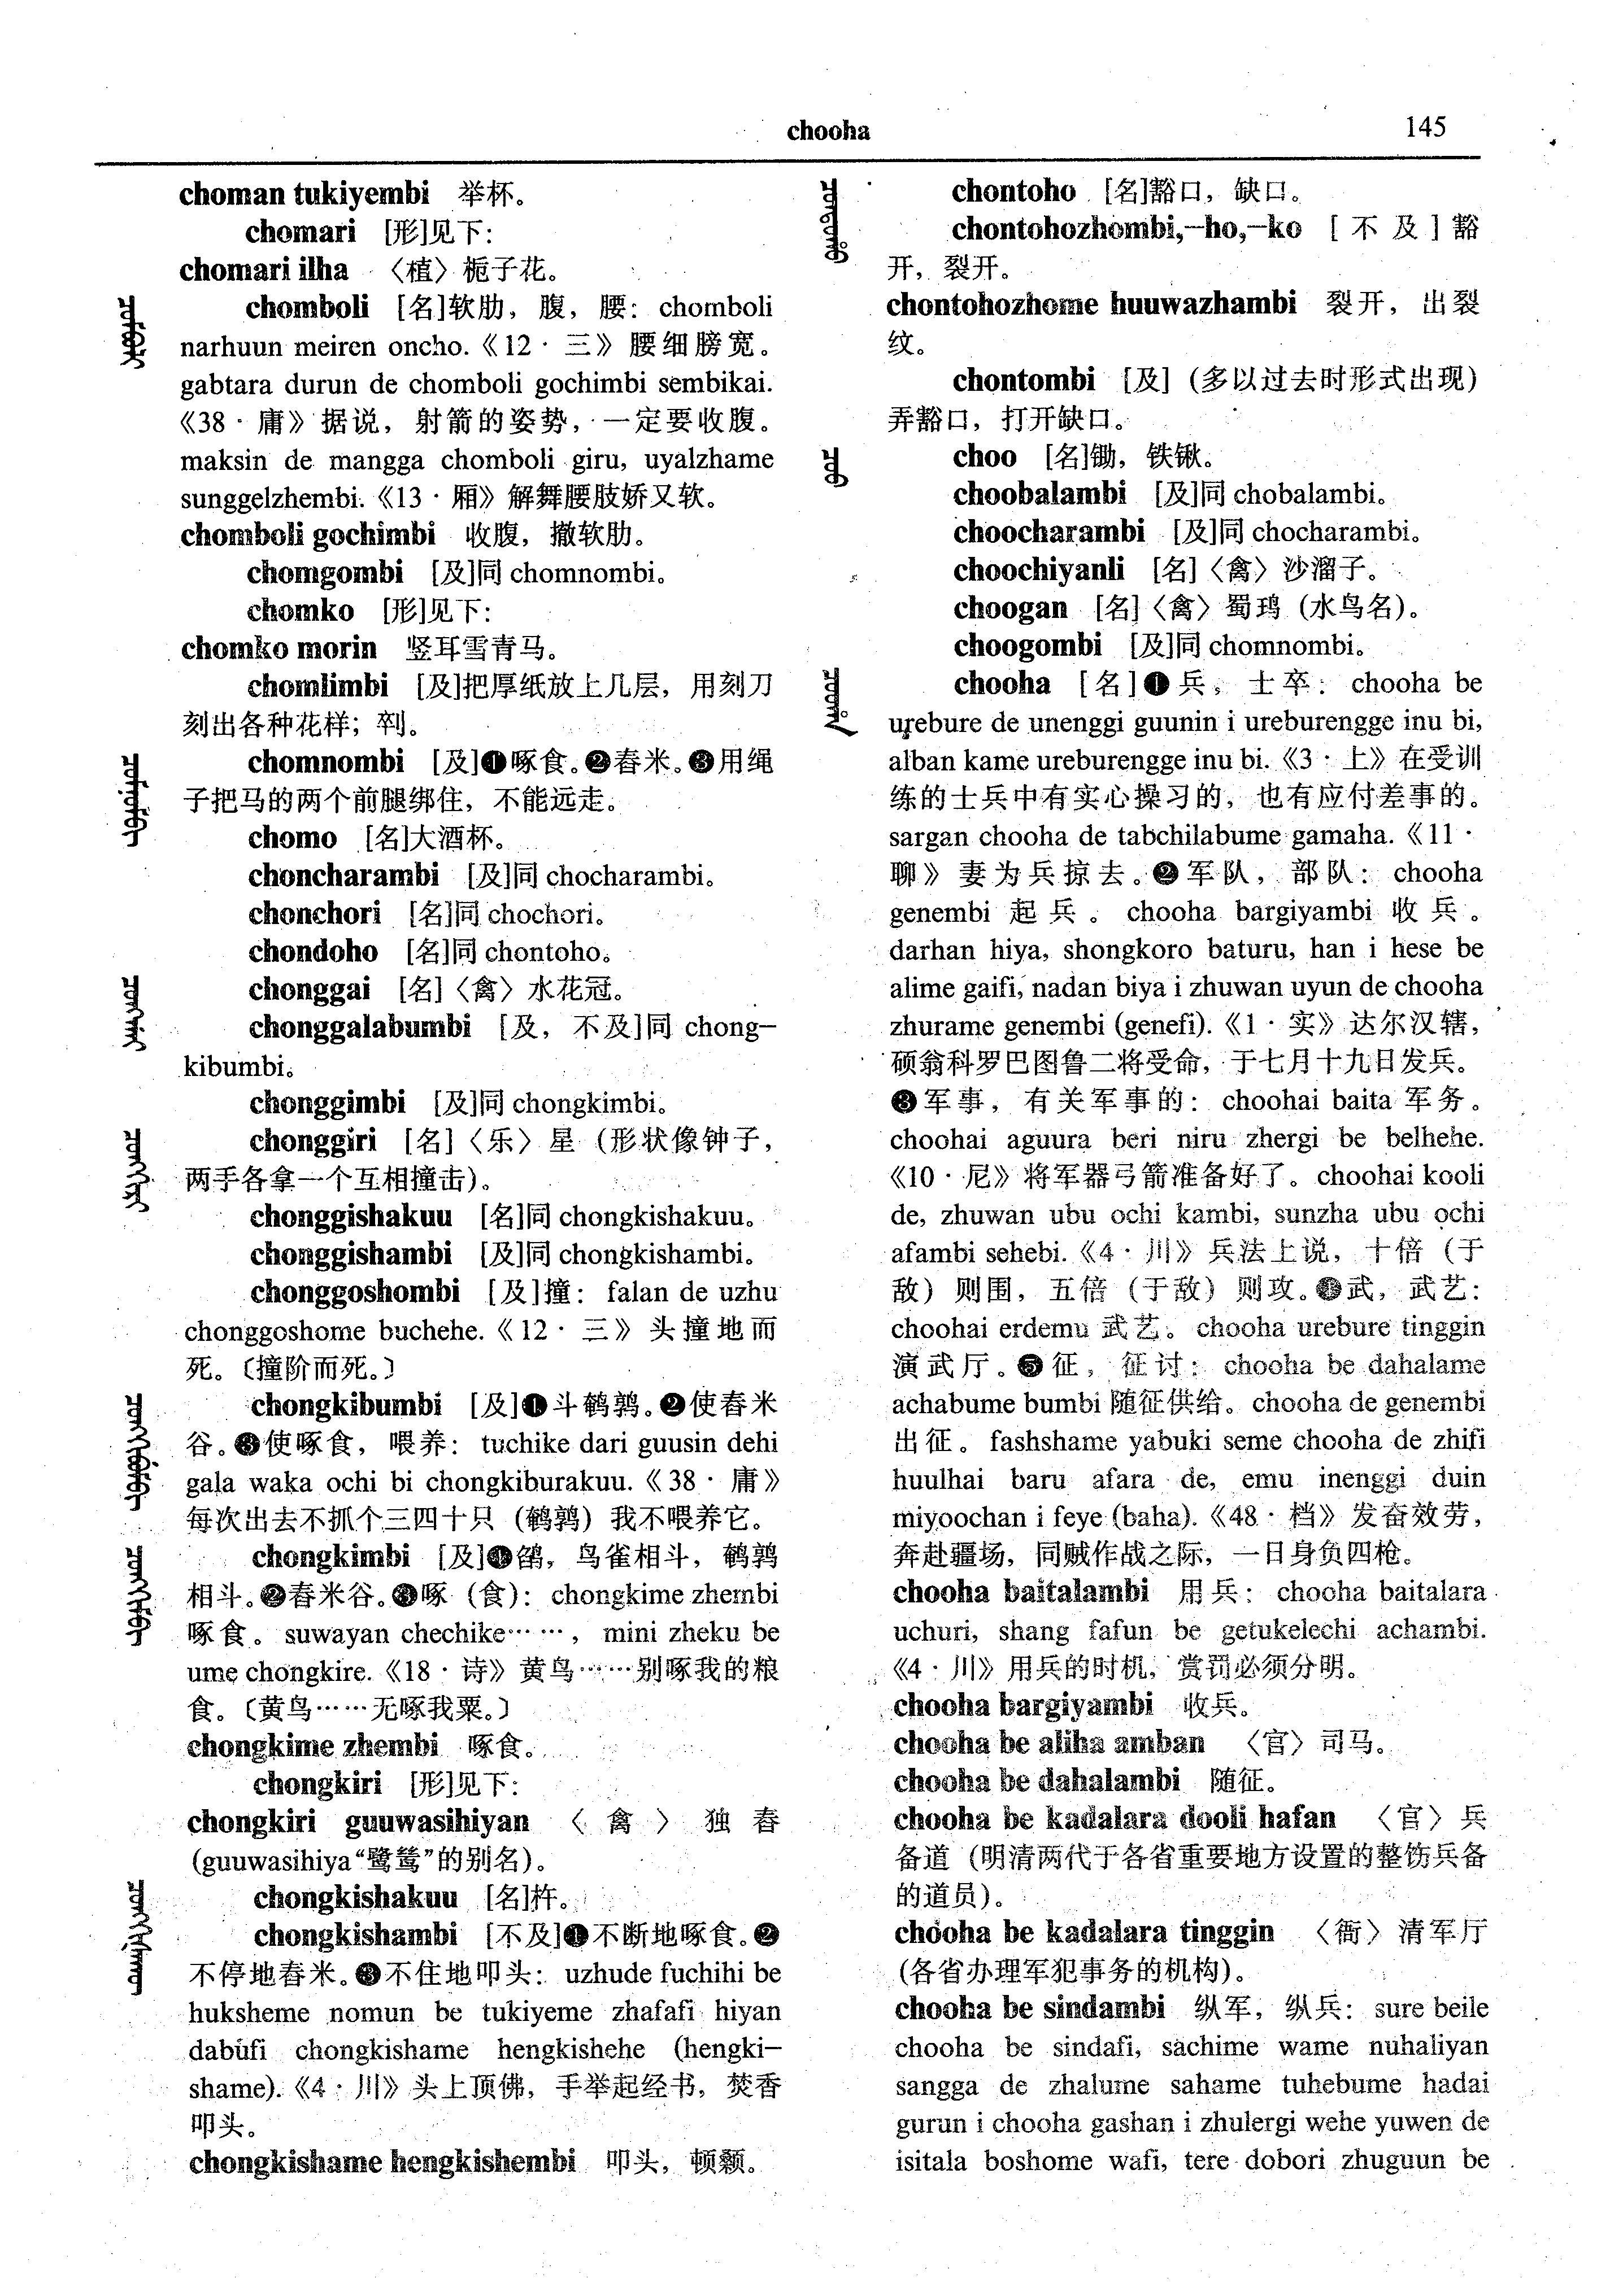 chooha
145
choman tukiyembi 举杯。
chomari [形]见下：
chomari ilha 〈植〉栀子花。
chomboli [名]软肋，腹，腰：chomboli
narhuun meiren oncho.《12·三》腰细膀宽。
gabtara durun de chomboli gochimbi sembikai.
《38·庸》据说，射箭的姿势，一定要收腹。
maksin de mangga chomboli giru, uyalzhame
sunggelzhembi.《13·厢》解舞腰肢娇又软。
chomboli gochimbi 收腹，撤软肋。
chomgombi [及]同 chomnombi。
chomko [形]见下：
chomko morin 竖耳雪青马。
chomlimbi [及]把厚纸放上几层，用刻刀
刻出各种花样；刴。
chomnombi [及]❶啄食。❷舂米。❸用绳
子把马的两个前腿绑住，不能远走。
chomo [名]大酒杯。
choncharambi [及]同 chocharambi。
chonchori [名]同 chochori。
chondoho [名]同 chontoho。
chonggai [名]〈禽〉水花冠。
chonggalabumbi [及，不及]同 chong-
kibumbi。
chonggimbi [及]同 chongkimbi。
chonggiri [名]〈乐〉星（形状像钟子，
两手各拿一个互相撞击）。
chonggishakuu [名]同 chongkishakuu。
chonggishambi [及]同 chongkishambi。
chonggoshombi [及]撞：falan de uzhu
chonggoshome buchehe.《12·三》头撞地而
死。〔撞阶而死。〕
chongkibumbi [及]❶斗鹌鹑。❷使舂米
谷。❸使啄食，喂养：tuchike dari guusin dehi
gala waka ochi bi chongkiburakuu.《38·庸》
每次出去不抓个三四十只（鹌鹑）我不喂养它。
chongkimbi [及]❶鹐，鸟雀相斗，鹌鹑
相斗。❷舂米谷。❸啄（食）：chongkime zhembi
啄食。suwayan chechike……，mini zheku be
ume chongkire.《18·诗》黄鸟……别啄我的粮
食。〔黄鸟……无啄我粟。〕
chongkime zhembi 啄食。
chongkiri [形]见下：
chongkiri guuwasihiyan 〈禽〉独舂
(guuwasihiya“鹭鸶”的别名)。
chongkishakuu [名]杵。
chongkishambi [不及]❶不断地啄食。❷
不停地舂米。❸不住地叩头：uzhude fuchihi be
huksheme nomun be tukiyeme zhafafi hiyan
dabufi chongkishame hengkishehe (hengki-
shame).《4·川》头上顶佛，手举起经书，焚香
叩头。
chongkishame hengkishembi 叩头，顿颡。
chontoho [名]豁口，缺口。
chontohozhombi,-ho,-ko [不及]豁
开，裂开。
chontohozhome huuwazhambi 裂开，出裂
纹。
chontombi [及]（多以过去时形式出现）
弄豁口，打开缺口。
choo [名]锄，铁锹。
choobalambi [及]同 chobalambi。
choocharambi [及]同 chocharambi。
choochiyanli [名]〈禽〉沙溜子。
choogan [名]〈禽〉蜀鸡（水鸟名）。
choogombi [及]同 chomnombi。
chooha [名]❶兵，士卒：chooha be
urebure de unenggi guunin i ureburengge inu bi,
alban kame ureburengge inu bi.《3·上》在受训
练的士兵中有实心操习的，也有应付差事的。
sargan chooha de tabchilabume gamaha.《11·
聊》妻为兵掠去。❷军队，部队：chooha
genembi 起兵。chooha bargiyambi 收兵。
darhan hiya, shongkoro baturu, han i hese be
alime gaifi, nadan biya i zhuwan uyun de chooha
zhurame genembi (genefi).《1·实》达尔汉辖，
硕翁科罗巴图鲁二将受命，于七月十九日发兵。
❸军事，有关军事的：choohai baita 军务。
choohai aguura beri niru zhergi be belhehe.
《10·尼》将军器弓箭准备好了。choohai kooli
de, zhuwan ubu ochi kambi, sunzha ubu ochi
afambi sehebi.《4·川》兵法上说，十倍（于
敌）则围，五倍（于敌）则攻。❹武，武艺：
choohai erdemu 武艺。chooha urebure tinggin
演武厅。❺征，征讨：chooha be dahalame
achabume bumbi 随征供给。chooha de genembi
出征。fashshame yabuki seme chooha de zhifi
huulhai baru afara de, emu inenggi duin
miyoochan i feye (baha).《48·档》发奋效劳，
奔赴疆场，同贼作战之际，一日身负四枪。
chooha baitalambi 用兵：chooha baitalara
uchuri, shang fafun be getukelechi achambi.
《4·川》用兵的时机，赏罚必须分明。
chooha bargiyambi 收兵。
chooha be aliha amban 〈官〉司马。
chooha be dahalambi 随征。
chooha be kadalara dooli hafan 〈官〉兵
备道（明清两代于各省重要地方设置的整饬兵备
的道员）。
chooha be kadalara tinggin 〈衙〉清军厅
（各省办理军犯事务的机构）。
chooha be sindambi 纵军，纵兵：sure beile
chooha be sindafi, sachime wame nuhaliyan
sangga de zhalume sahame tuhebume hadai
gurun i chooha gashan i zhulergi wehe yuwen de
isitala boshome wafi, tere dobori zhuguun be